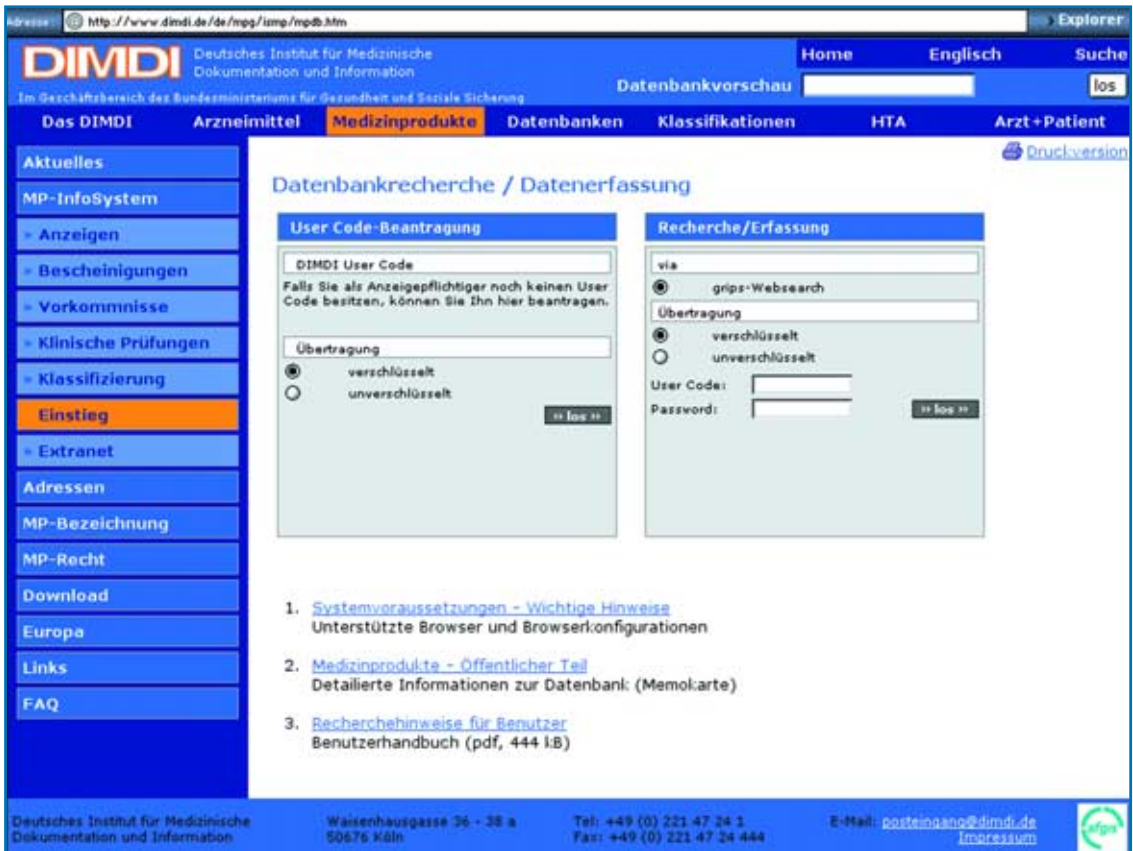 Adresse http://www.dimdi.de/de/mpg/ismp/mpdb.htm Explorer
DIMDI Deutsches Institut für Medizinische
Dokumentation und Information
Im Geschäftsbereich des Bundesministeriums für Gesundheit und Soziale Sicherung
Home Englisch Suche
Datenbankvorschau los
Das DIMDI Arzneimittel Medizinprodukte Datenbanken Klassifikationen HTA Arzt+Patient
Druckversion
Aktuelles
MP-InfoSystem
» Anzeigen
» Bescheinigungen
» Vorkommnisse
» Klinische Prüfungen
» Klassifizierung
Einstieg
» Extranet
Adressen
MP-Bezeichnung
MP-Recht
Download
Europa
Links
FAQ
Datenbankrecherche / Datenerfassung
User Code-Beantragung
DIMDI User Code
Falls Sie als Anzeigepflichtiger noch keinen User
Code besitzen, können Sie Ihn hier beantragen.
Übertragung
verschlüsselt
unverschlüsselt
» los »
Recherche/Erfassung
via
grips-Websearch
Übertragung
verschlüsselt
unverschlüsselt
User Code:
Password:
» los »
1. Systemvoraussetzungen - Wichtige Hinweise
Unterstützte Browser und Browserkonfigurationen
2. Medizinprodukte - Öffentlicher Teil
Detailierte Informationen zur Datenbank (Memokarte)
3. Recherchehinweise für Benutzer
Benutzerhandbuch (pdf, 444 kB)
Deutsches Institut für Medizinische
Dokumentation und Information
Waisenhausgasse 36 - 38 a
50676 Köln
Tel: +49 (0) 221 47 24 1
Fax: +49 (0) 221 47 24 444
E-Mail: posteingang@dimdi.de
Impressum
afgis